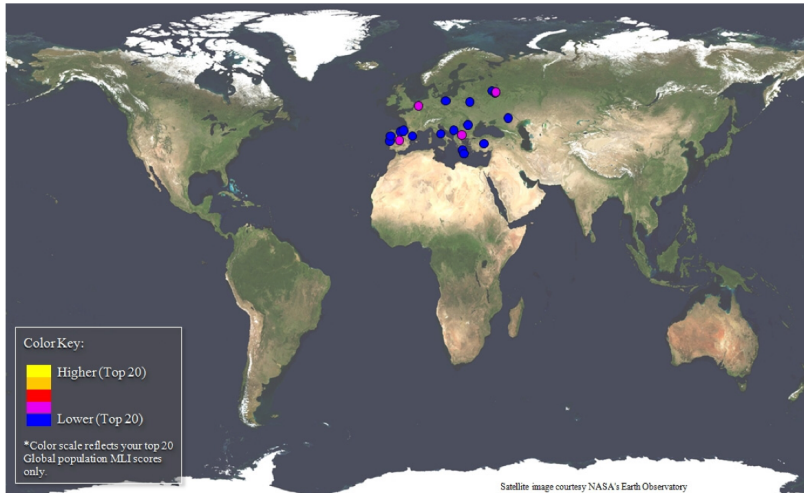 Color Key:
Higher (Top 20)
Lower (Top 20)
*Color scale reflects your top 20
Global population MLI scores
only.
Satellite image courtesy NASA's Earth Observatory